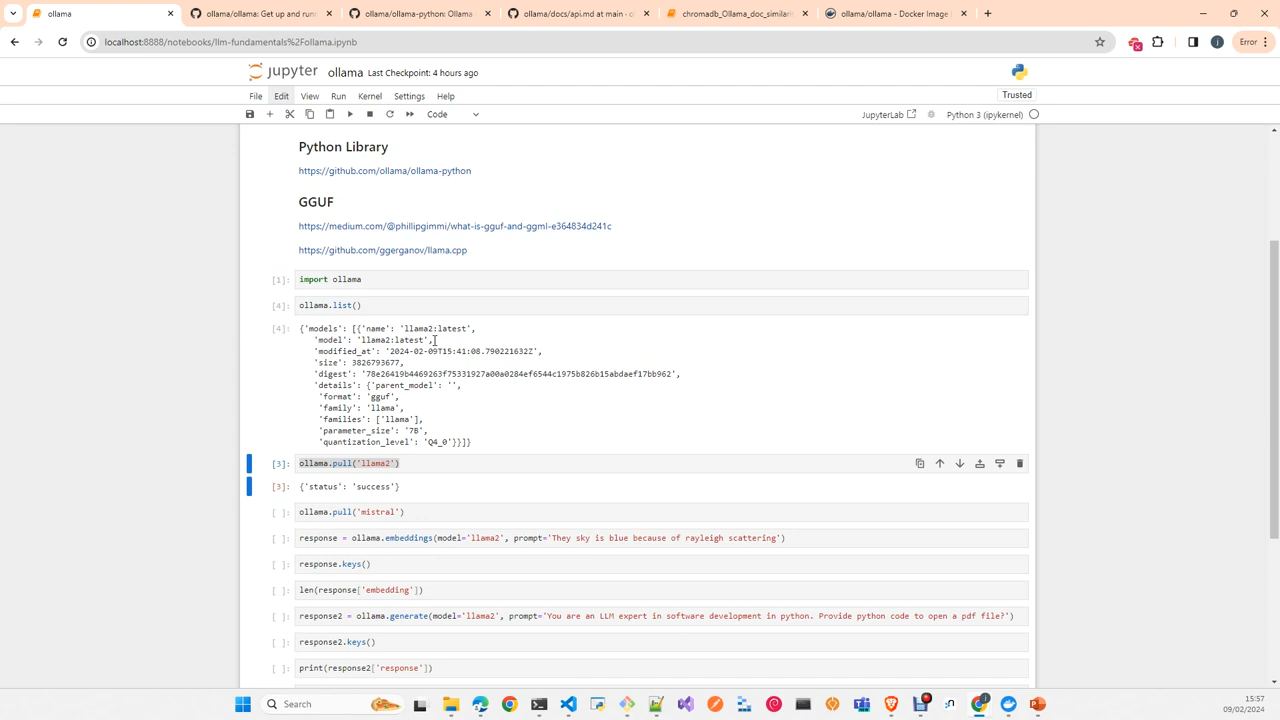 ollama
ollama/ollama: Get up and runn
ollama/ollama-python: Ollama
ollama/docs/api.md at main · o
chromadb_Ollama_doc_similarit
ollama/ollama - Docker Image
localhost:8888/notebooks/llm-fundamentals%2Follama.ipynb
Error
jupyter ollama Last Checkpoint: 4 hours ago
File Edit View Run Kernel Settings Help
Trusted
Code
JupyterLab
Python 3 (ipykernel)
Python Library
https://github.com/ollama/ollama-python
GGUF
https://medium.com/@phillipgimmi/what-is-gguf-and-ggml-e364834d241c
https://github.com/ggerganov/llama.cpp
[1]: import ollama
[4]: ollama.list()
[4]: {'models': [{'name': 'llama2:latest',
'model': 'llama2:latest',
'modified_at': '2024-02-09T15:41:08.790221632Z',
'size': 3826793677,
'digest': '78e26419b4469263f75331927a00a0284ef6544c1975b826b15abdaef17bb962',
'details': {'parent_model': '',
'format': 'gguf',
'family': 'llama',
'families': ['llama'],
'parameter_size': '7B',
'quantization_level': 'Q4_0'}}]}
[3]: ollama.pull('llama2')
[3]: {'status': 'success'}
[ ]: ollama.pull('mistral')
[ ]: response = ollama.embeddings(model='llama2', prompt='They sky is blue because of rayleigh scattering')
[ ]: response.keys()
[ ]: len(response['embedding'])
[ ]: response2 = ollama.generate(model='llama2', prompt='You are an LLM expert in software development in python. Provide python code to open a pdf file?')
[ ]: response2.keys()
[ ]: print(response2['response'])
Search
15:57
09/02/2024